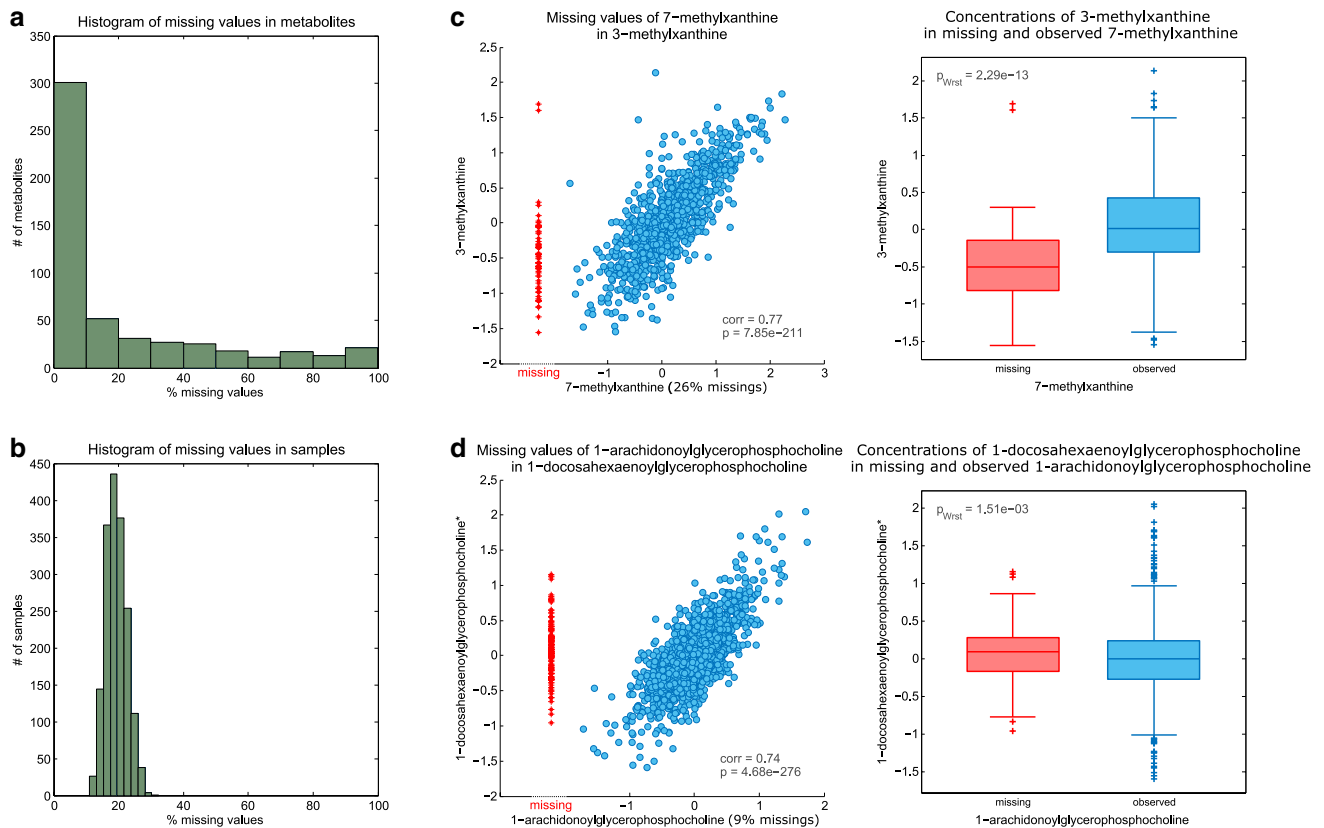 a
Histogram of missing values in metabolites
350
300
250
200
150
100
50
0
# of metabolites
0
20
40
60
80
100
% missing values
b
Histogram of missing values in samples
450
400
350
300
250
200
150
100
50
0
# of samples
0
20
40
60
80
100
% missing values
c
Missing values of 7−methylxanthine
in 3−methylxanthine
2.5
2
1.5
1
0.5
0
−0.5
−1
−1.5
−2
3−methylxanthine
corr = 0.77
p = 7.85e−211
missing
−1
0
1
2
3
7−methylxanthine (26% missings)
Concentrations of 3-methylxanthine
in missing and observed 7-methylxanthine
pWrst = 2.29e−13
2
1.5
1
0.5
0
−0.5
−1
−1.5
3−methylxanthine
missing
observed
7−methylxanthine
d
Missing values of 1−arachidonoylglycerophosphocholine
in 1−docosahexaenoylglycerophosphocholine
2.5
2
1.5
1
0.5
0
−0.5
−1
−1.5
−2
1−docosahexaenoylglycerophosphocholine*
corr = 0.74
p = 4.68e−276
missing
−1
0
1
2
1−arachidonoylglycerophosphocholine (9% missings)
Concentrations of 1-docosahexaenoylglycerophosphocholine
in missing and observed 1-arachidonoylglycerophosphocholine
pWrst = 1.51e−03
2
1.5
1
0.5
0
−0.5
−1
−1.5
1−docosahexaenoylglycerophosphocholine*
missing
observed
1−arachidonoylglycerophosphocholine